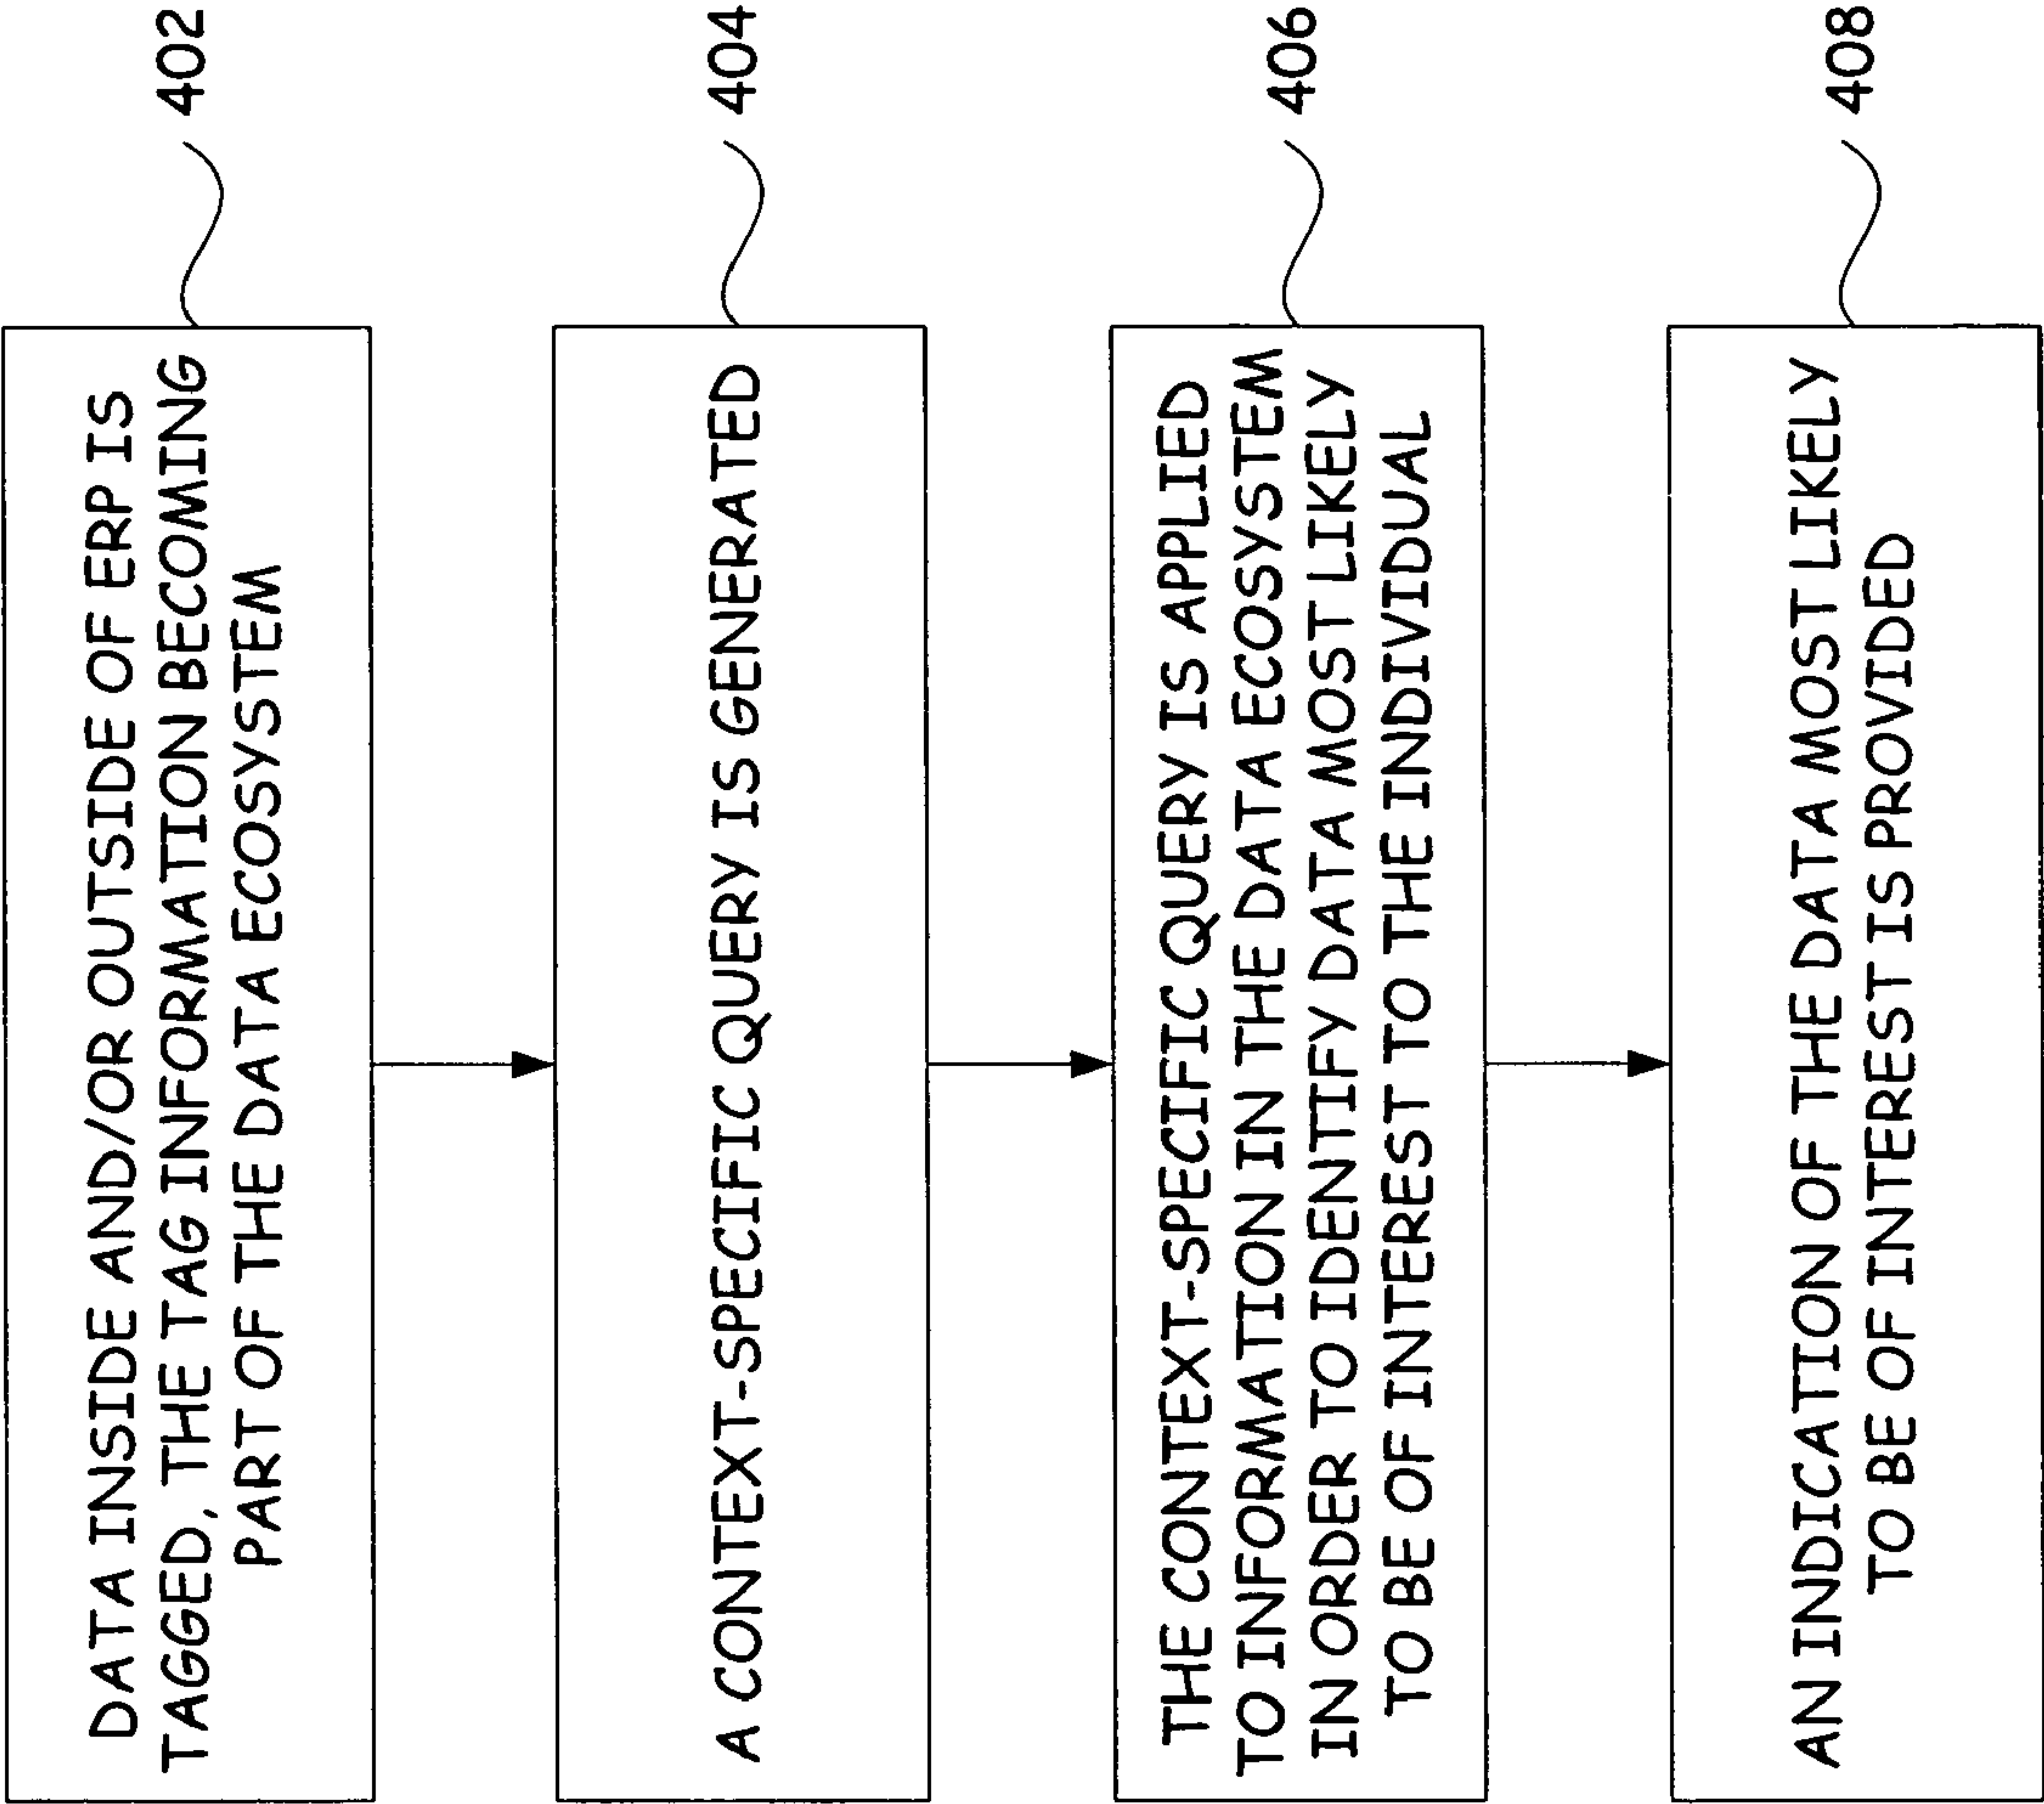 DATA INSIDE AND/OR OUTSIDE OF ERP IS
TAGGED, THE TAG INFORMATION BECOMING
PART OF THE DATA ECOSYSTEM
402
A CONTEXT-SPECIFIC QUERY IS GENERATED
404
THE CONTEXT-SPECIFIC QUERY IS APPLIED
TO INFORMATION IN THE DATA ECOSYSTEM
IN ORDER TO IDENTIFY DATA MOST LIKELY
TO BE OF INTEREST TO THE INDIVIDUAL
406
AN INDICATION OF THE DATA MOST LIKELY
TO BE OF INTEREST IS PROVIDED
408